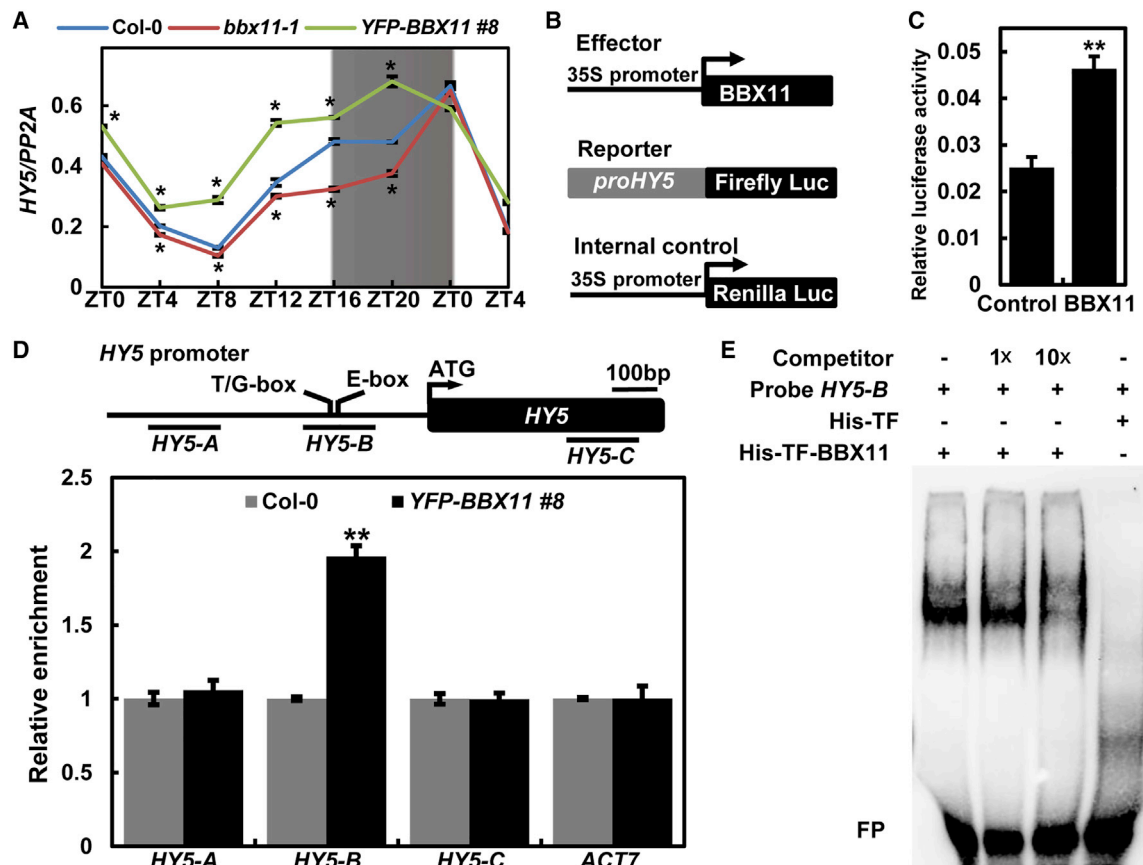 A
Col-0 bbx11-1 YFP-BBX11 #8
HY5/PP2A
0.6
0.4
0.2
0
* * * * * *
* * * * *
ZT0 ZT4 ZT8 ZT12 ZT16 ZT20 ZT0 ZT4
B
Effector
35S promoter
BBX11
Reporter
proHY5 Firefly Luc
Internal control
35S promoter
Renilla Luc
C
Relative luciferase activity
0.05
0.04
0.03
0.02
0.01
0
**
Control BBX11
D
HY5 promoter
T/G-box E-box ATG 100bp
HY5
HY5-A HY5-B HY5-C
Relative enrichment
2.5
2
1.5
1
0.5
0
Col-0 YFP-BBX11 #8
**
HY5-A HY5-B HY5-C ACT7
E
Competitor - 1x 10x -
Probe HY5-B + + + +
His-TF - - - +
His-TF-BBX11 + + + -
FP